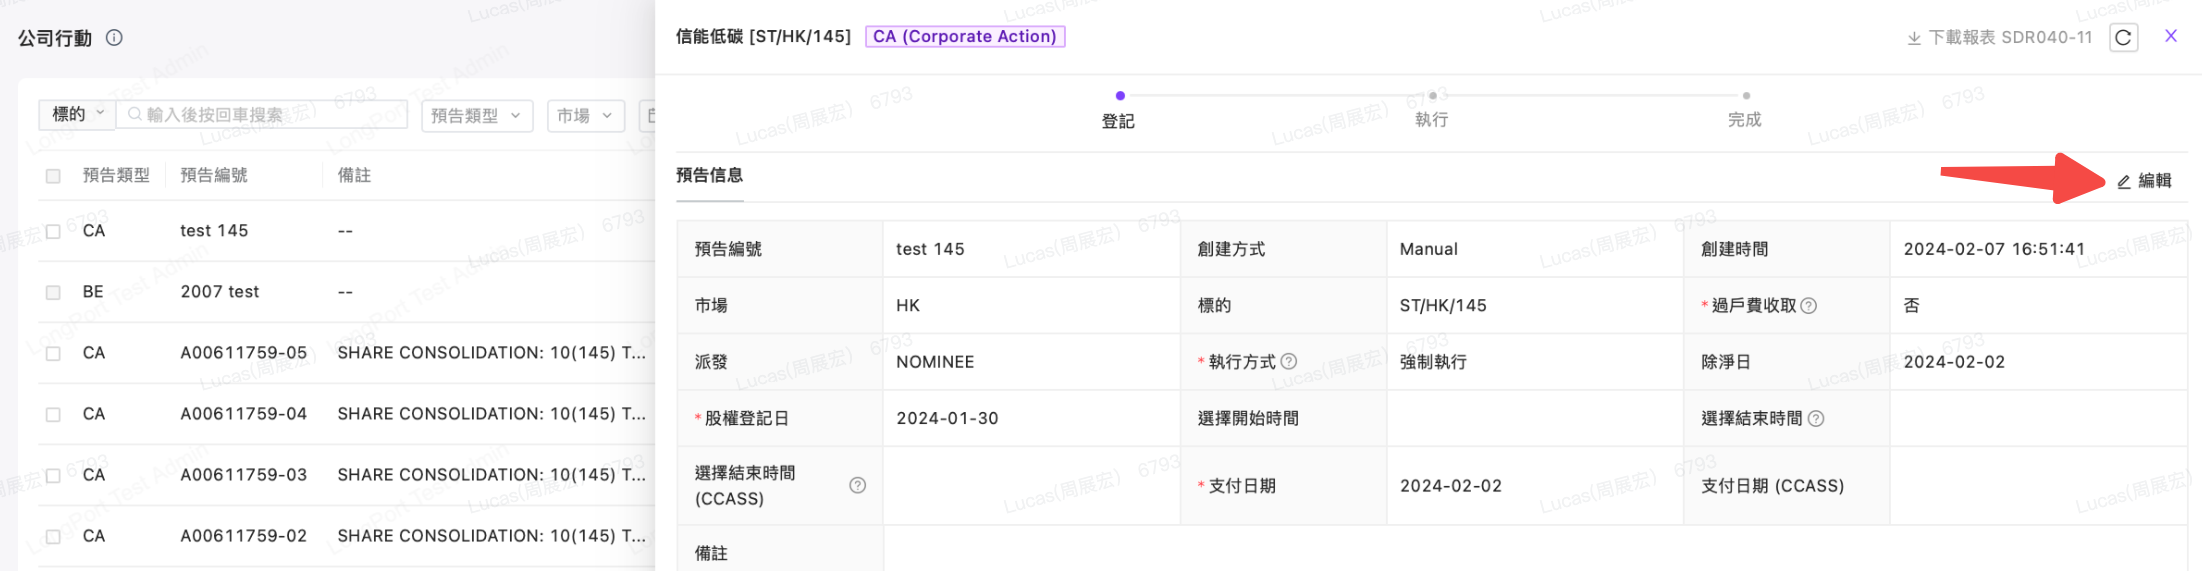 公司行動
標的 輸入後按回車搜索 預告類型 市場
預告類型 預告編號 備註
CA test 145 --
BE 2007 test --
CA A00611759-05 SHARE CONSOLIDATION: 10(145) T...
CA A00611759-04 SHARE CONSOLIDATION: 10(145) T...
CA A00611759-03 SHARE CONSOLIDATION: 10(145) T...
CA A00611759-02 SHARE CONSOLIDATION: 10(145) T...
信能低碳 [ST/HK/145] CA (Corporate Action) 下載報表 SDR040-11
登記 執行 完成
預告信息 編輯
預告編號 test 145 創建方式 Manual 創建時間 2024-02-07 16:51:41
市場 HK 標的 ST/HK/145 *過戶費收取 否
派發 NOMINEE *執行方式 強制執行 除淨日 2024-02-02
*股權登記日 2024-01-30 選擇開始時間 選擇結束時間
選擇結束時間
(CCASS) *支付日期 2024-02-02 支付日期 (CCASS)
備註
Lucas(周展宏) 6793
LongPort Test Admin